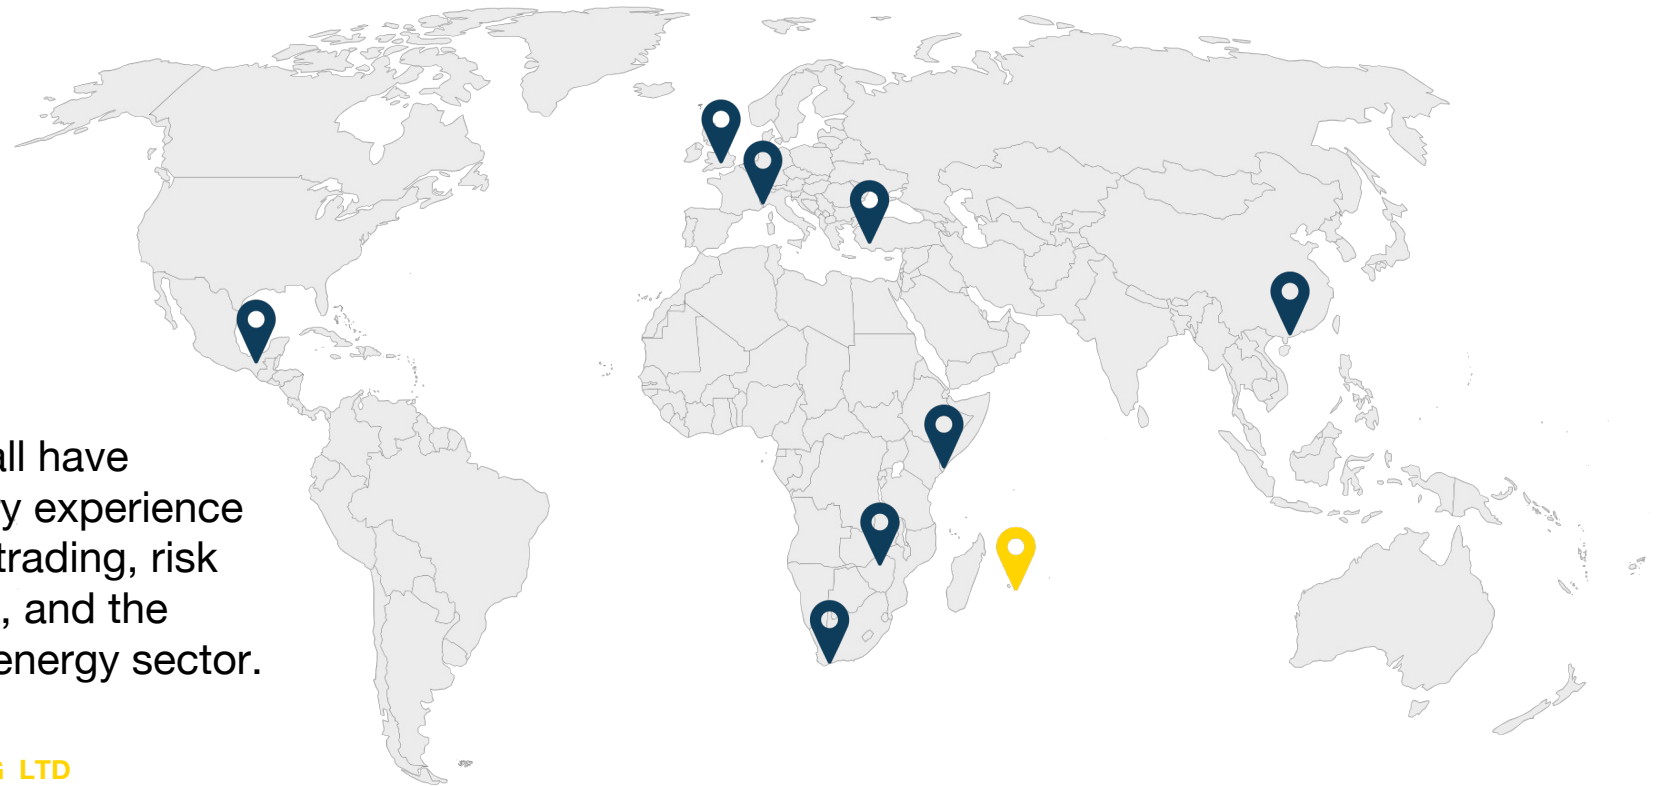 all have
y experience
trading, risk
, and the
energy sector.
LTD